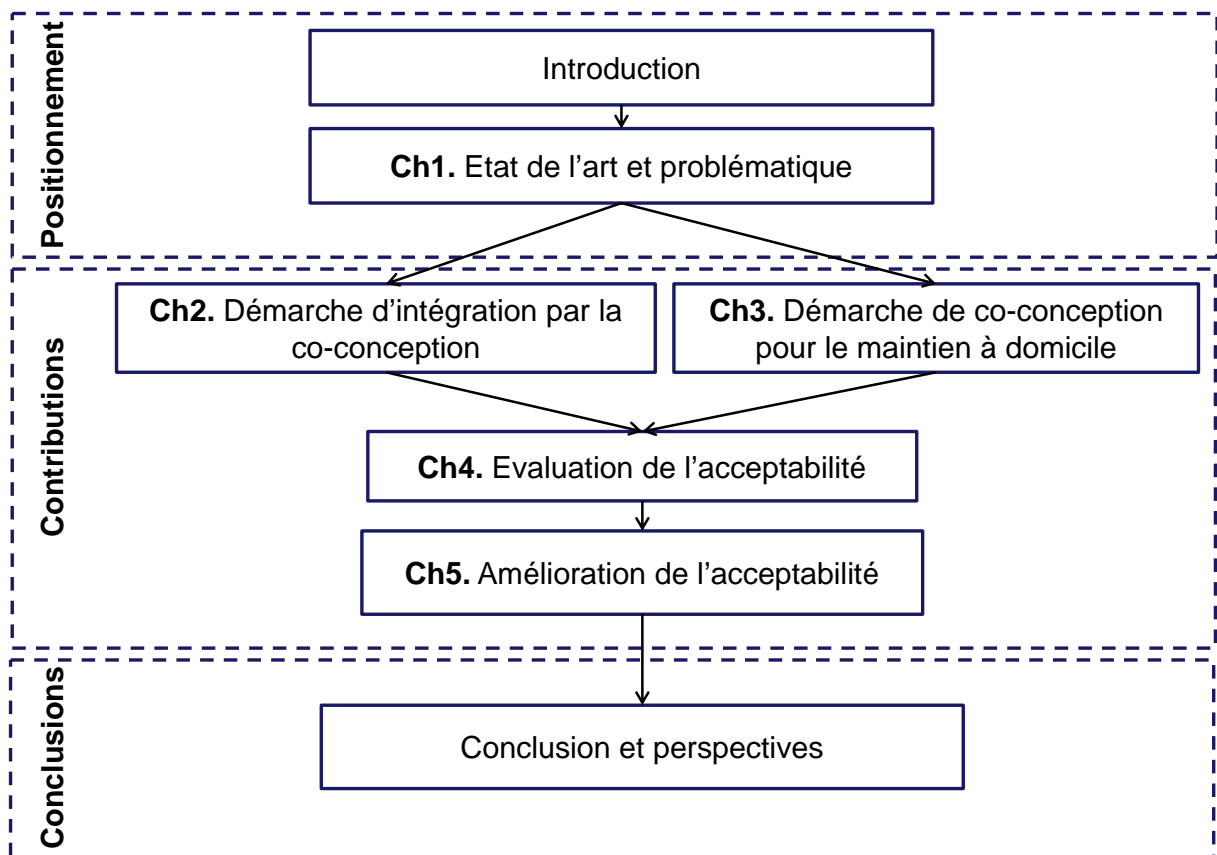 Positionnement
Introduction
Ch1. Etat de l’art et problématique
Contributions
Ch2. Démarche d’intégration par la
co-conception
Ch3. Démarche de co-conception
pour le maintien à domicile
Ch4. Evaluation de l’acceptabilité
Ch5. Amélioration de l’acceptabilité
Conclusions
Conclusion et perspectives